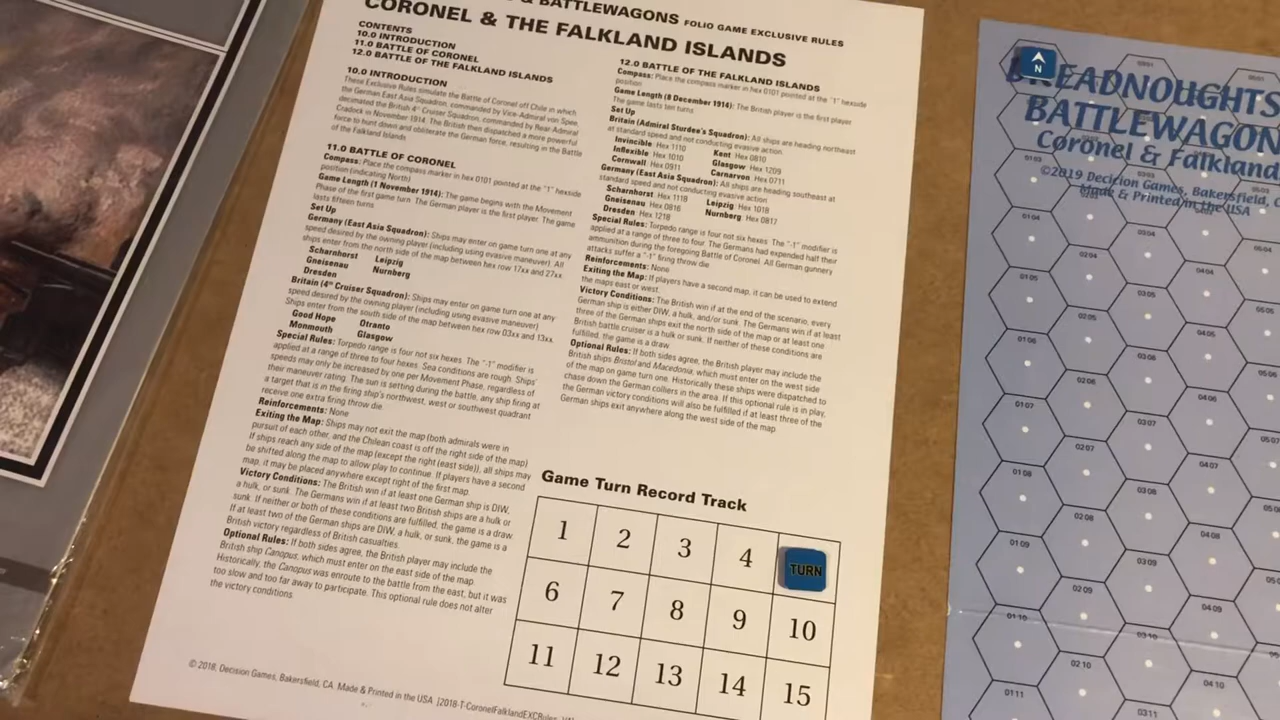 & BATTLEWAGONS FOLIO GAME EXCLUSIVE RULES
CORONEL & THE FALKLAND ISLANDS
CONTENTS
10.0 INTRODUCTION
11.0 BATTLE OF CORONEL
12.0 BATTLE OF THE FALKLAND ISLANDS
10.0 INTRODUCTION
These Exclusive Rules simulate the Battle of Coronel off Chile in which
the German East Asia Squadron, commanded by Vice-Admiral von Spee,
decimated the British 4th Cruiser Squadron, commanded by Rear-Admiral
Cradock in November 1914. The British then dispatched a more powerful
force to hunt down and obliterate the German force, resulting in the Battle
of the Falkland Islands.
11.0 BATTLE OF CORONEL
Compass: Place the compass marker in hex 0101 pointed at the "1" hexside
position (indicating North)
Game Length (1 November 1914): The game begins with the Movement
Phase of the first game turn. The German player is the first player. The game
lasts fifteen turns
Set Up
Germany (East Asia Squadron): Ships may enter on game turn one at any
speed desired by the owning player (including using evasive maneuver). All
ships enter from the north side of the map between hex row 17xx and 27xx
Scharnhorst Leipzig
Gneisenau Nurnberg
Dresden
Britain (4th Cruiser Squadron): Ships may enter on game turn one at any
speed desired by the owning player (including using evasive maneuver)
Ships enter from the south side of the map between hex row 03xx and 13xx
Good Hope Otranto
Monmouth Glasgow
Special Rules: Torpedo range is four not six hexes. The "-1" modifier is
applied at a range of three to four hexes. Sea conditions are rough. Ships'
speeds may only be increased by one per Movement Phase, regardless of
their maneuver rating. The sun is setting during the battle, any ship firing at
a target that is in the firing ship's northwest, west or southwest quadrant
receive one extra firing throw die
Reinforcements: None
Exiting the Map: Ships may not exit the map (both admirals were in
pursuit of each other, and the Chilean coast is off the right side of the map)
If ships reach any side of the map (except the right (east side)), all ships may
be shifted along the map to allow play to continue. If players have a second
map, it may be placed anywhere except right of the first map.
Victory Conditions: The British win if at least one German ship is DIW,
a hulk, or sunk. The Germans win if at least two British ships are a hulk or
sunk. If neither or both of these conditions are fulfilled, the game is a draw.
If at least two of the German ships are DIW, a hulk, or sunk, the game is a
British victory regardless of British casualties.
Optional Rules: If both sides agree, the British player may include the
British ship Canopus, which must enter on the east side of the map
Historically, the Canopus was enroute to the battle from the east, but it was
too slow and too far away to participate. This optional rule does not alter
the victory conditions
12.0 BATTLE OF THE FALKLAND ISLANDS
Compass: Place the compass marker in hex 0101 pointed at the "1" hexside
position
Game Length (8 December 1914): The British player is the first player
The game lasts ten turns
Set Up
Britain (Admiral Sturdee's Squadron): All ships are heading northeast
at standard speed and not conducting evasive action.
Invincible Hex 1110 Kent Hex 0810
Inflexible Hex 1010 Glasgow Hex 1209
Cornwall Hex 0911 Carnarvon Hex 0711
Germany (East Asia Squadron): All ships are heading southeast at
standard speed and not conducting evasive action
Scharnhorst Hex 1118 Leipzig Hex 1018
Gneisenau Hex 0816 Nurnberg Hex 0817
Dresden Hex 1218
Special Rules: Torpedo range is four not six hexes. The "-1" modifier is
applied at a range of three to four. The Germans had expended half their
ammunition during the foregoing Battle of Coronel. All German gunnery
attacks suffer a "-1" firing throw die
Reinforcements: None
Exiting the Map: If players have a second map, it can be used to extend
the maps east or west.
Victory Conditions: The British win if at the end of the scenario, every
German ship is either DIW, a hulk, and/or sunk. The Germans win if at least
three of the German ships exit the north side of the map or at least one
British battle cruiser is a hulk or sunk. If neither of these conditions are
fulfilled, the game is a draw
Optional Rules: If both sides agree, the British player may include the
British ships Bristol and Macedonia, which must enter on the west side
of the map on game turn one. Historically these ships were dispatched to
chase down the German colliers in the area. If this optional rule is in play,
the German victory conditions will also be fulfilled if at least three of the
German ships exit anywhere along the west side of the map
Game Turn Record Track
1 2 3 4 TURN
6 7 8 9 10
11 12 13 14 15
© 2018, Decision Games, Bakersfield, CA. Made & Printed in the USA
N
DREADNOUGHTS
BATTLEWAGON
Coronel & Falkland
©2019 Decision Games, Bakersfield, C
Made & Printed in the USA
0103
0104 0304
0204 0404
0105 0305
0205 0405
0106 0306
0206 0406
0107 0307
0207 0407
0108 0308
0208 0408
0109 0309
0209 0409
0110 0310
0210 0410
0111 0311